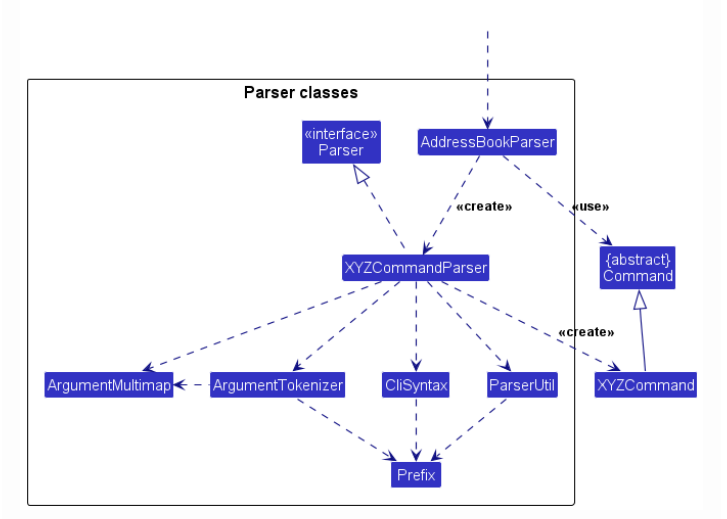 Parser classes
«interface»
Parser
AddressBookParser
«create»
«use»
XYZCommandParser
{abstract}
Command
«create»
ArgumentMultimap
ArgumentTokenizer
CliSyntax
ParserUtil
XYZCommand
Prefix